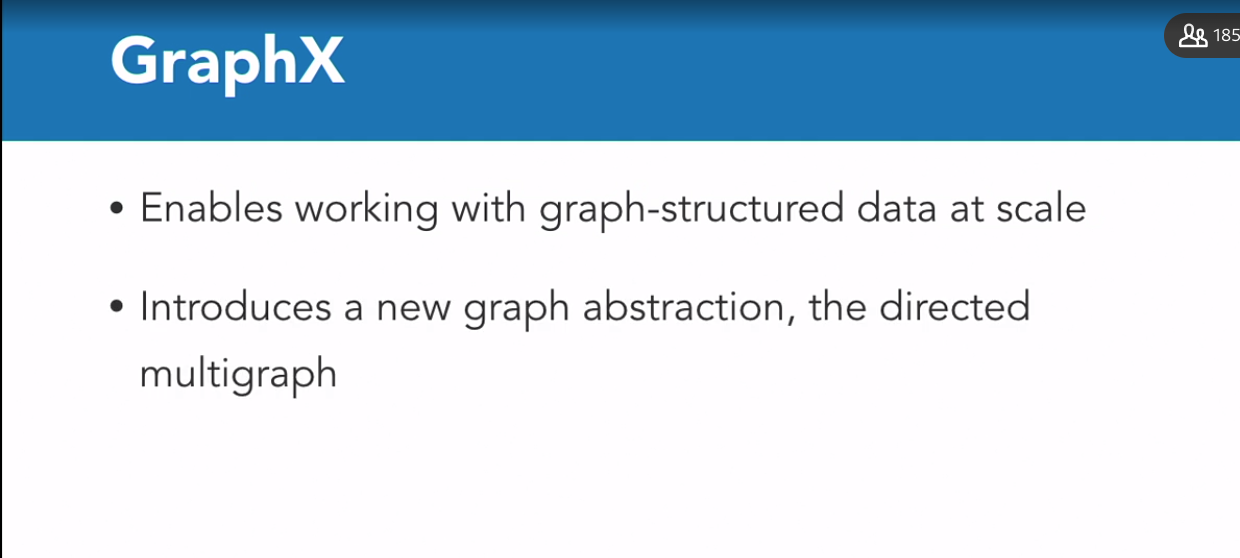 GraphX
185
• Enables working with graph-structured data at scale
• Introduces a new graph abstraction, the directed
multigraph